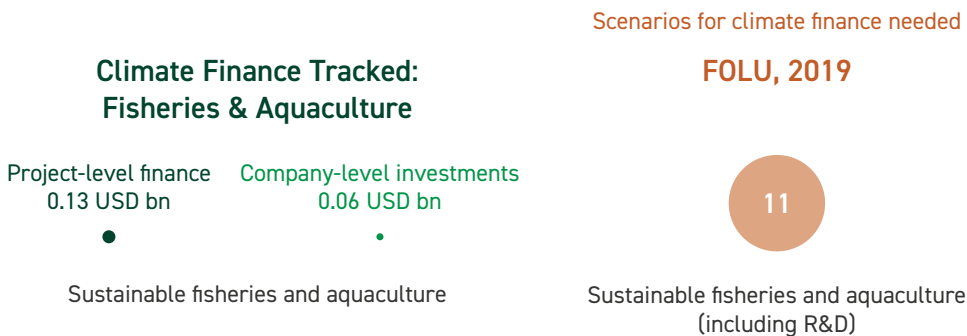 Scenarios for climate finance needed
Climate Finance Tracked:
Fisheries & Aquaculture
FOLU, 2019
Project-level finance
0.13 USD bn
Company-level investments
0.06 USD bn
11
Sustainable fisheries and aquaculture
Sustainable fisheries and aquaculture
(including R&D)